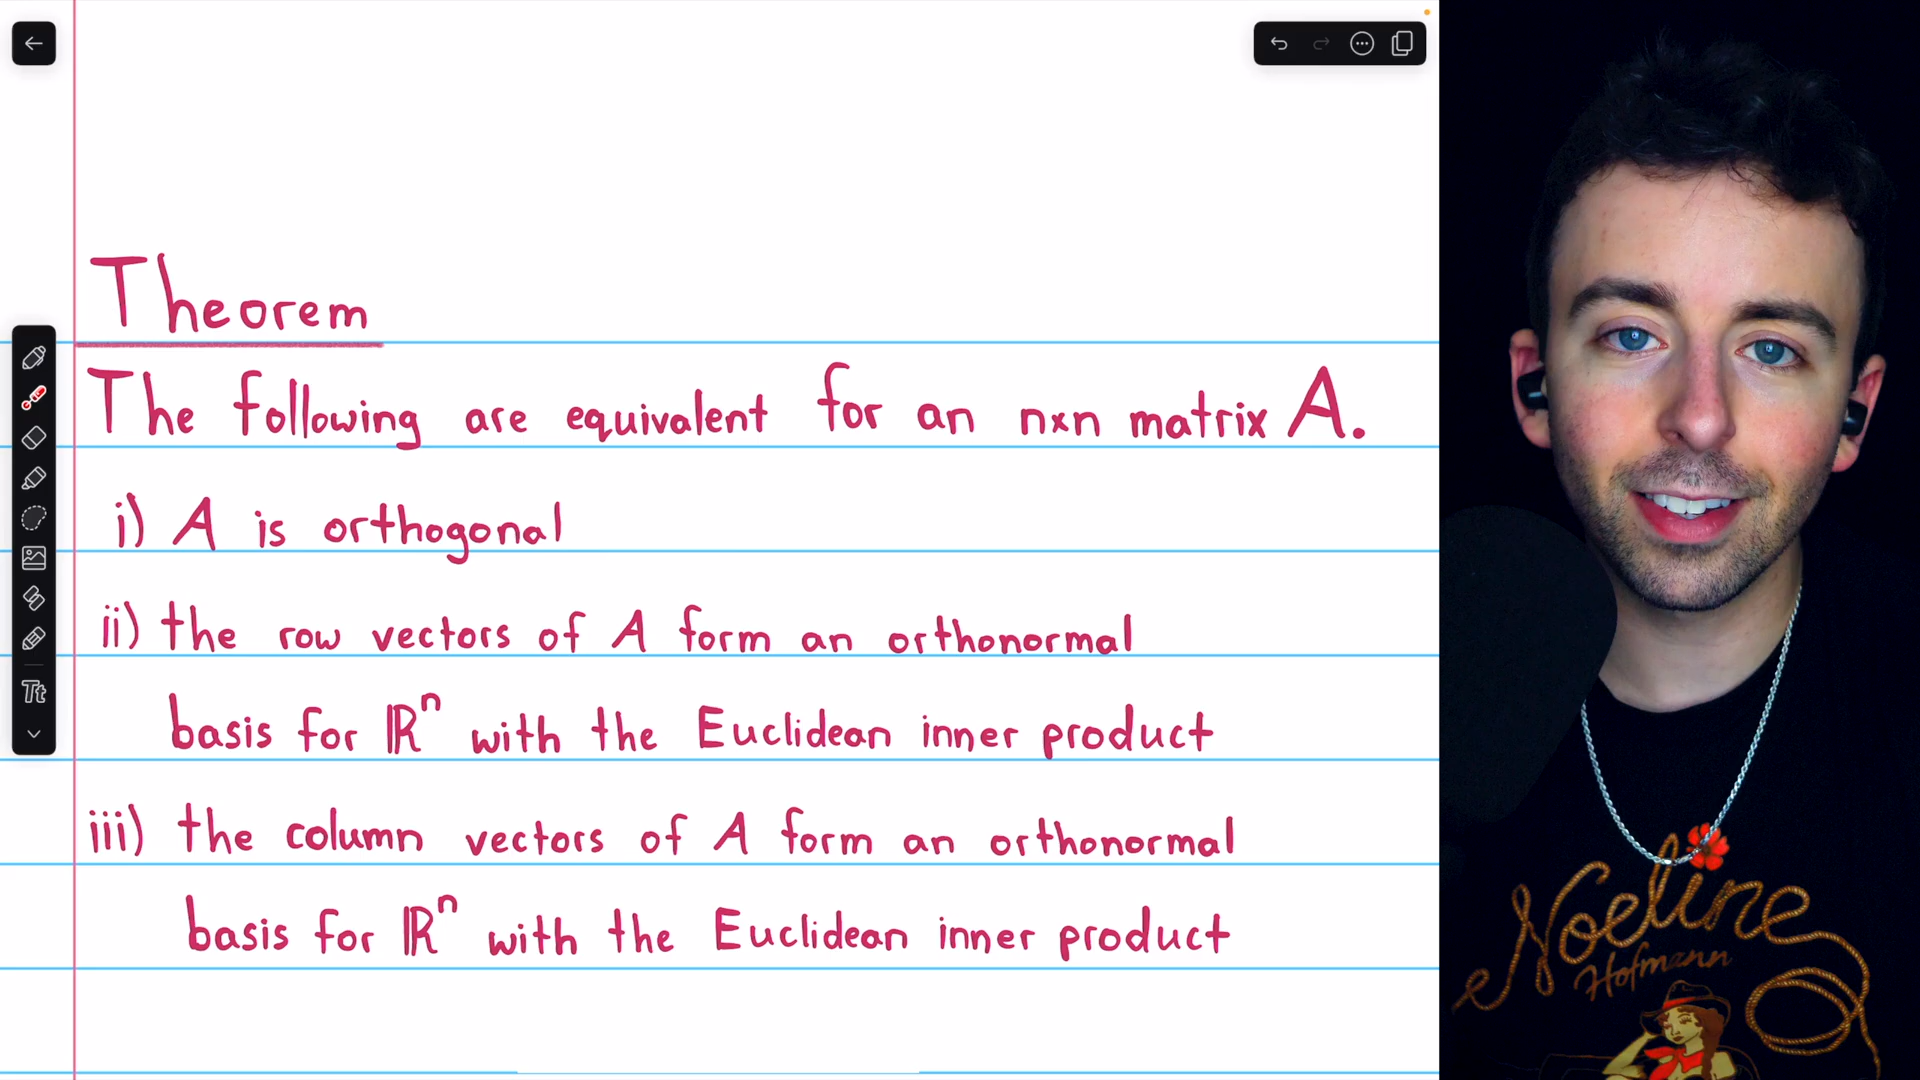 Theorem
The following are equivalent for an n×n matrix A.
i) A is orthogonal
ii) the row vectors of A form an orthonormal
basis for ℝⁿ with the Euclidean inner product
iii) the column vectors of A form an orthonormal
basis for ℝⁿ with the Euclidean inner product
Tt
Noeline
Hofmann